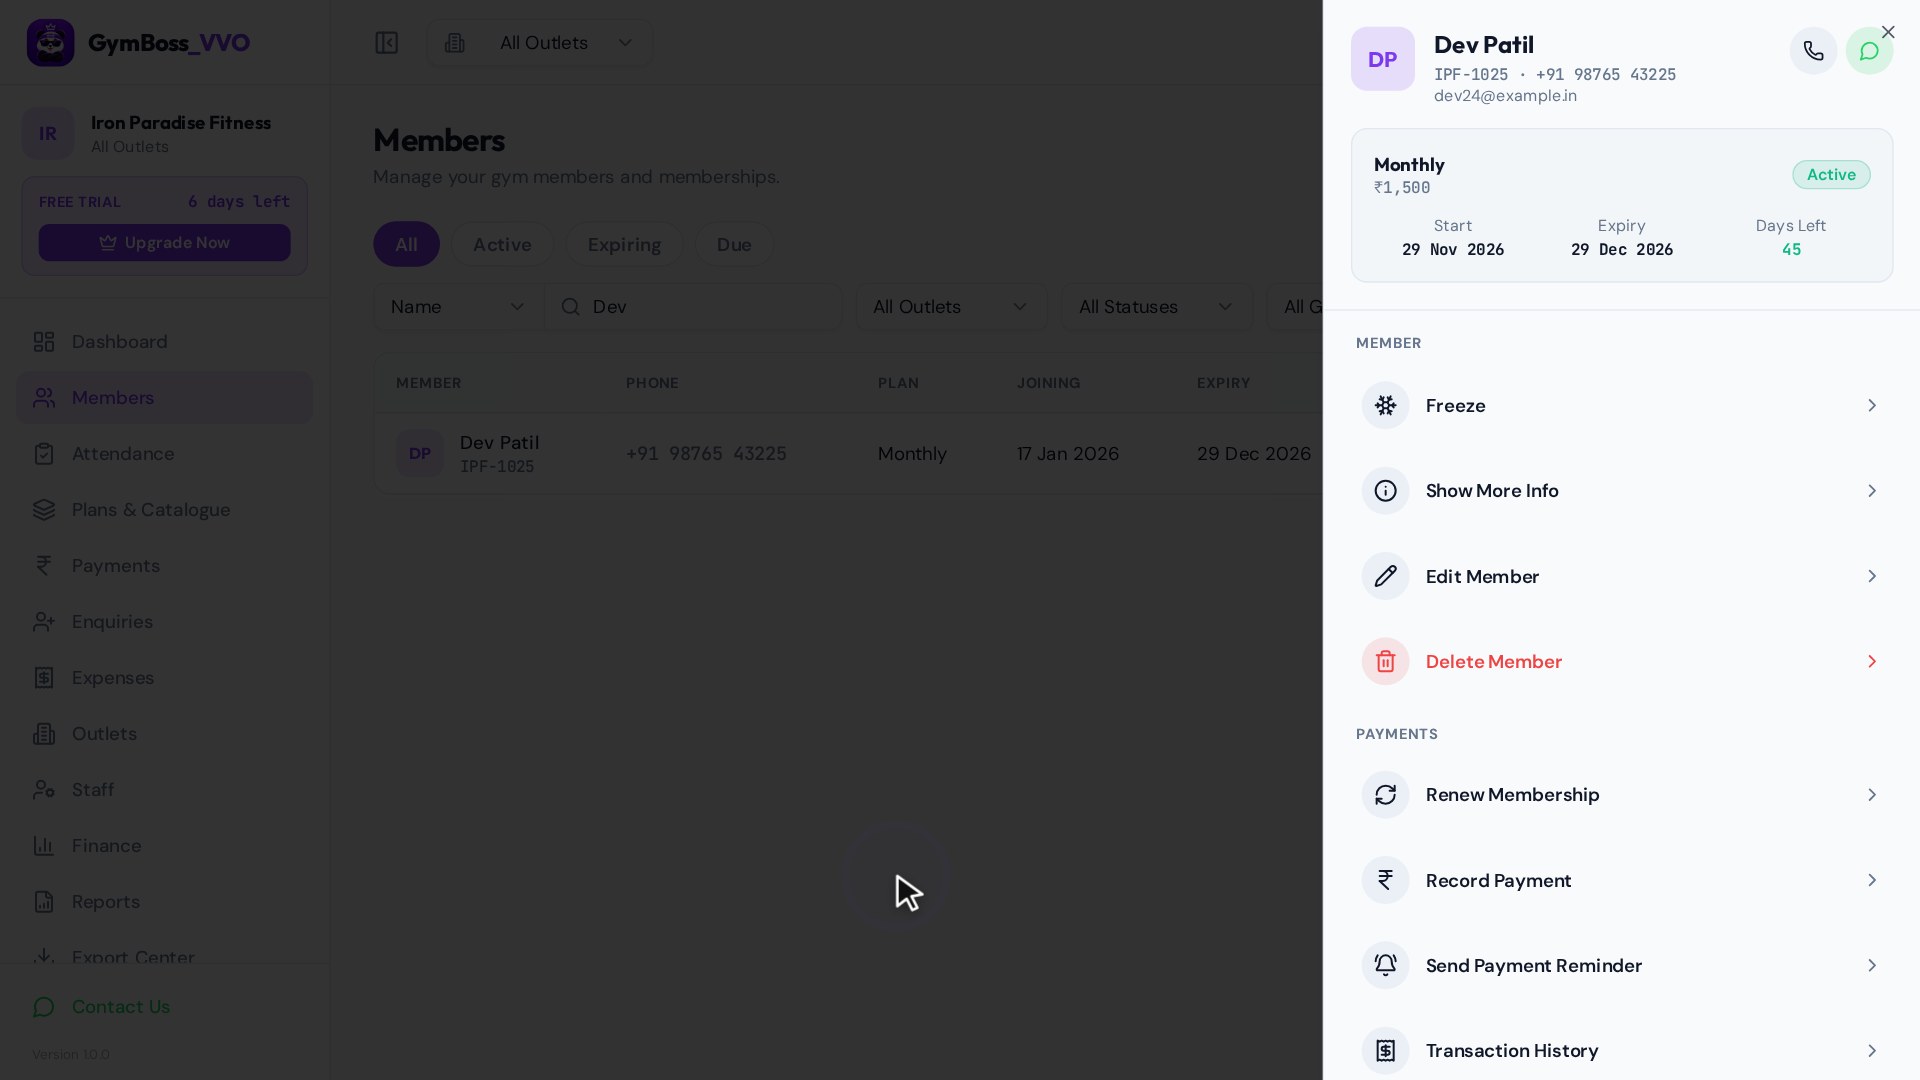 GymBoss_VVO
All Outlets
IR
Iron Paradise Fitness
All Outlets
FREE TRIAL 6 days left
Upgrade Now
Dashboard
Members
Attendance
Plans & Catalogue
Payments
Enquiries
Expenses
Outlets
Staff
Finance
Reports
Export Center
Contact Us
Version 1.0.0
Members
Manage your gym members and memberships.
All Active Expiring Due
Name Dev All Outlets All Statuses All G
MEMBER PHONE PLAN JOINING EXPIRY
DP Dev Patil +91 98765 43225 Monthly 17 Jan 2026 29 Dec 2026
IPF-1025
DP
Dev Patil
IPF-1025 · +91 98765 43225
dev24@example.in
Monthly
₹1,500
Active
Start Expiry Days Left
29 Nov 2026 29 Dec 2026 45
MEMBER
Freeze
Show More Info
Edit Member
Delete Member
PAYMENTS
Renew Membership
Record Payment
Send Payment Reminder
Transaction History